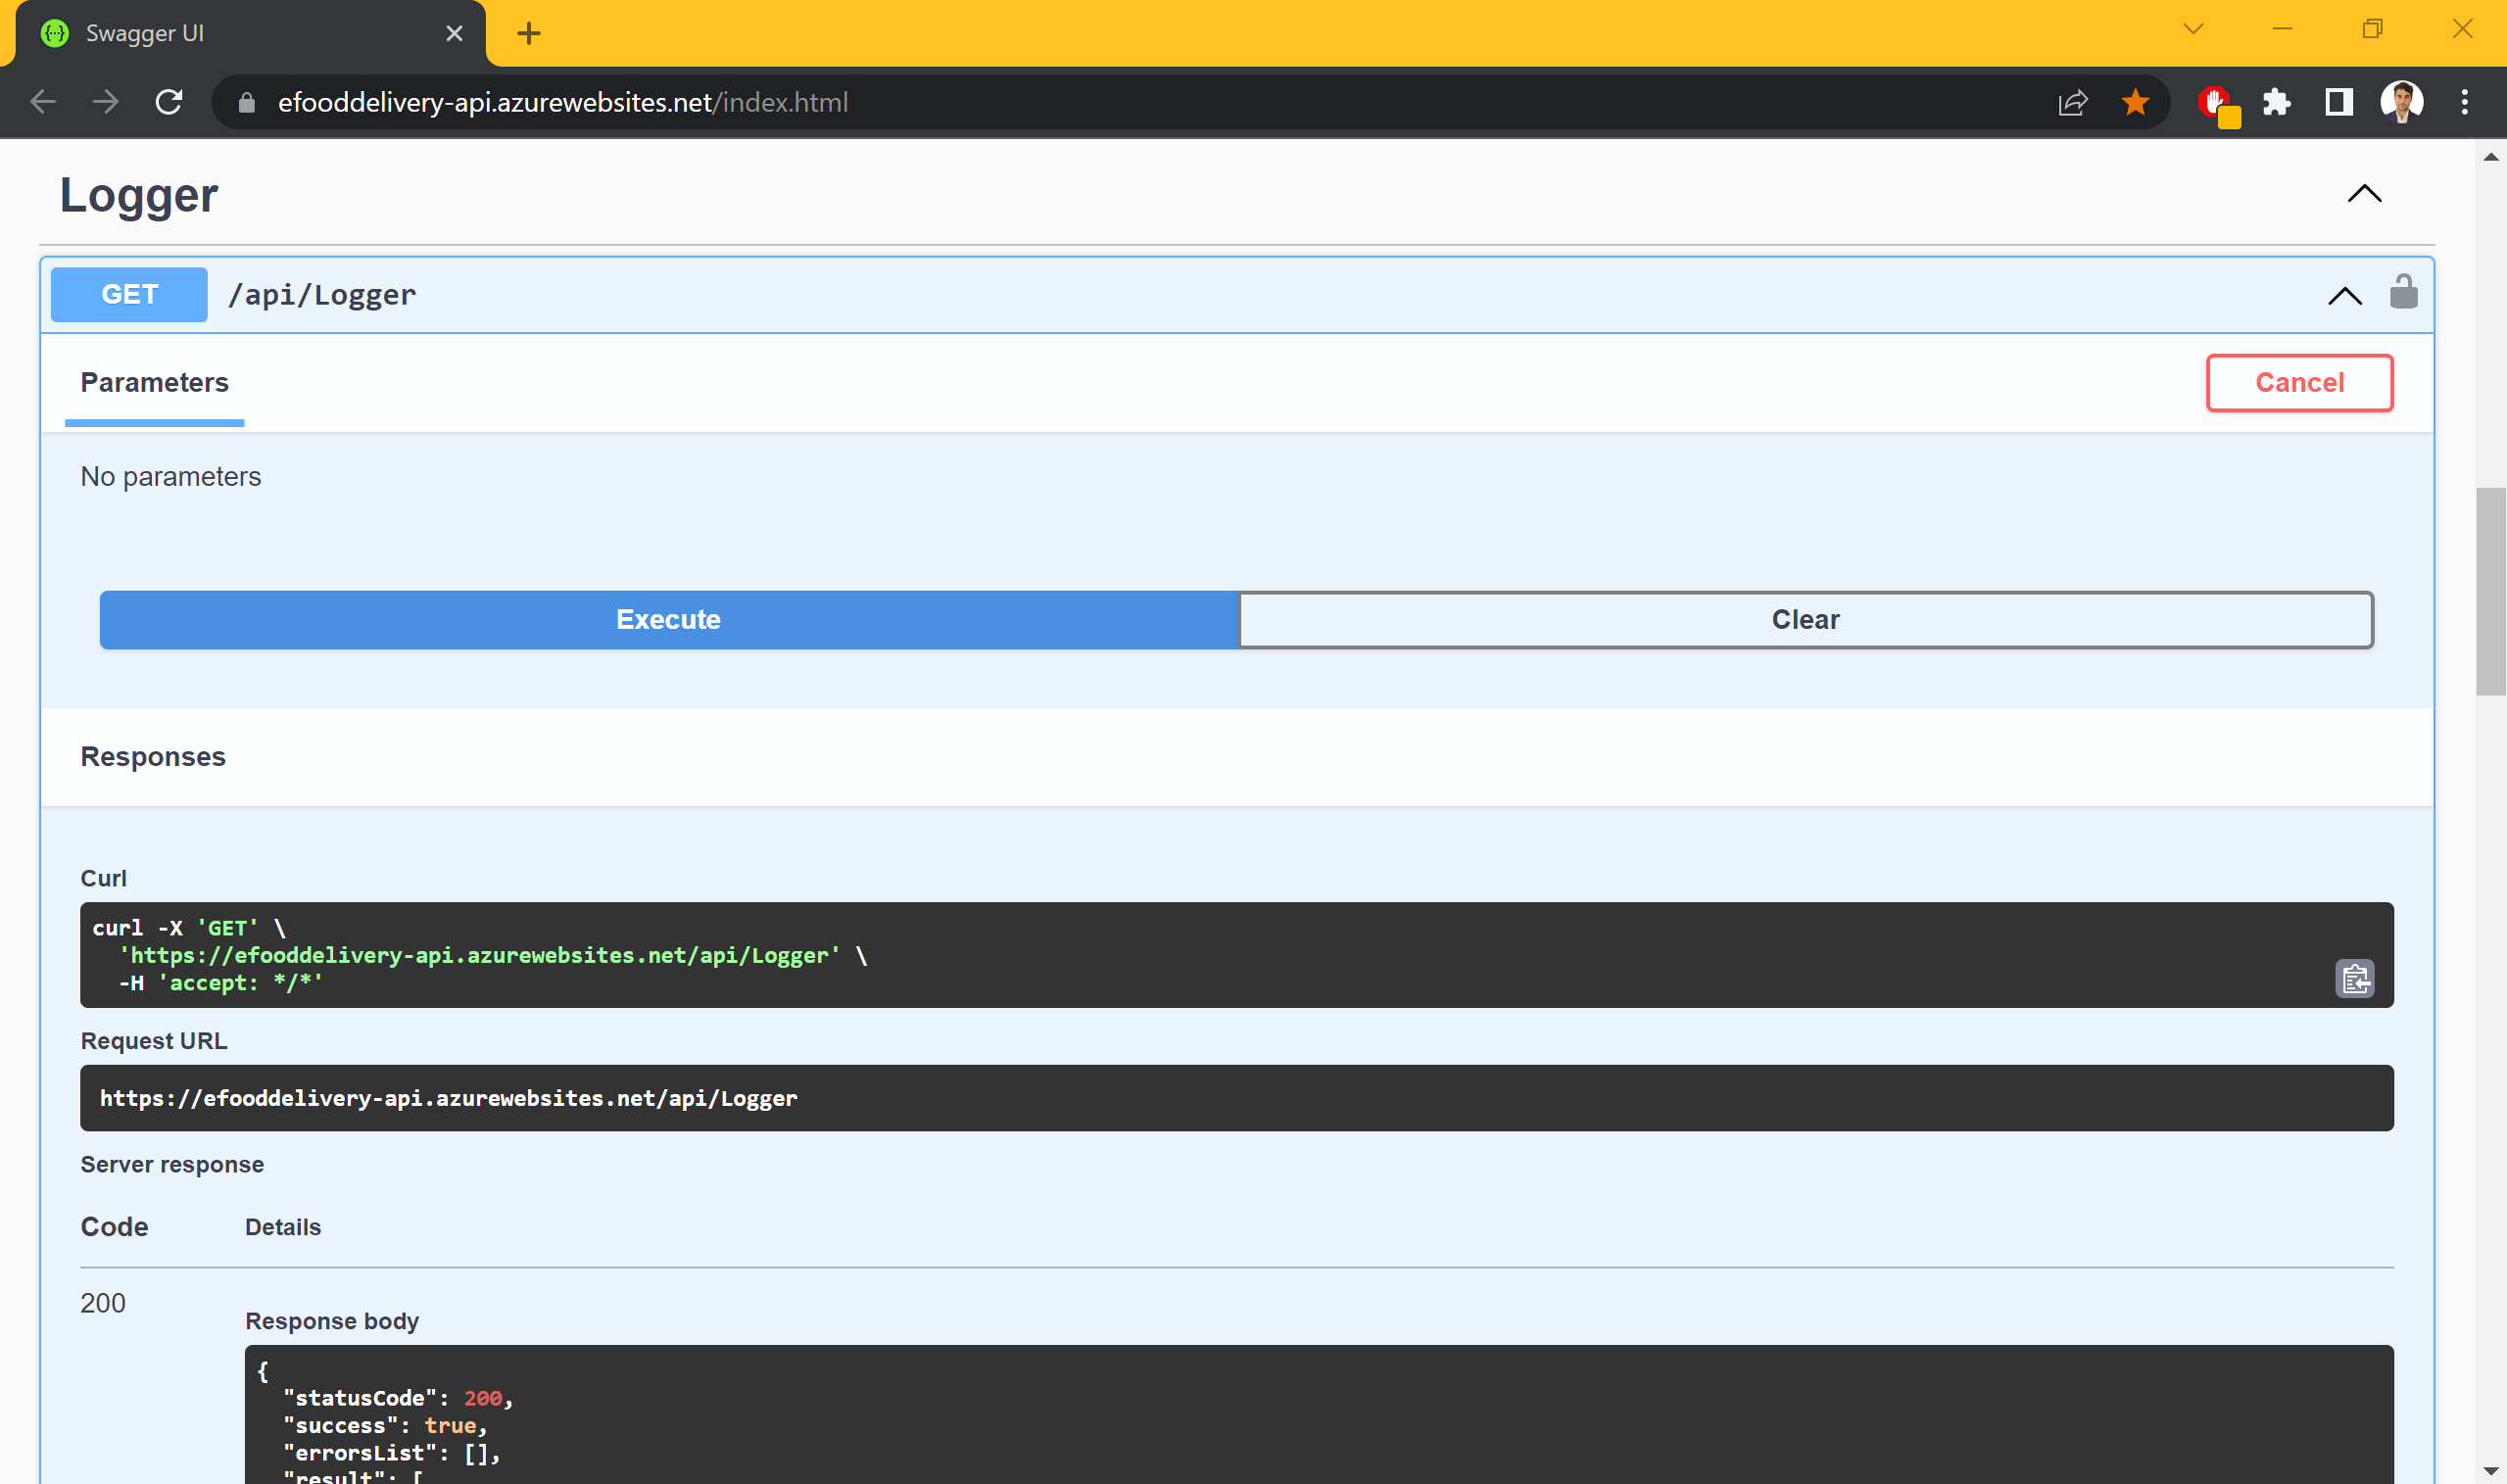 Swagger UI
efooddelivery-api.azurewebsites.net/index.html
Logger
GET /api/Logger
Parameters
Cancel
No parameters
Execute
Clear
Responses
Curl
curl -X 'GET' \
  'https://efooddelivery-api.azurewebsites.net/api/Logger' \
  -H 'accept: */*'
Request URL
https://efooddelivery-api.azurewebsites.net/api/Logger
Server response
Code Details
200
Response body
{
  "statusCode": 200,
  "success": true,
  "errorsList": [],
  "result": [